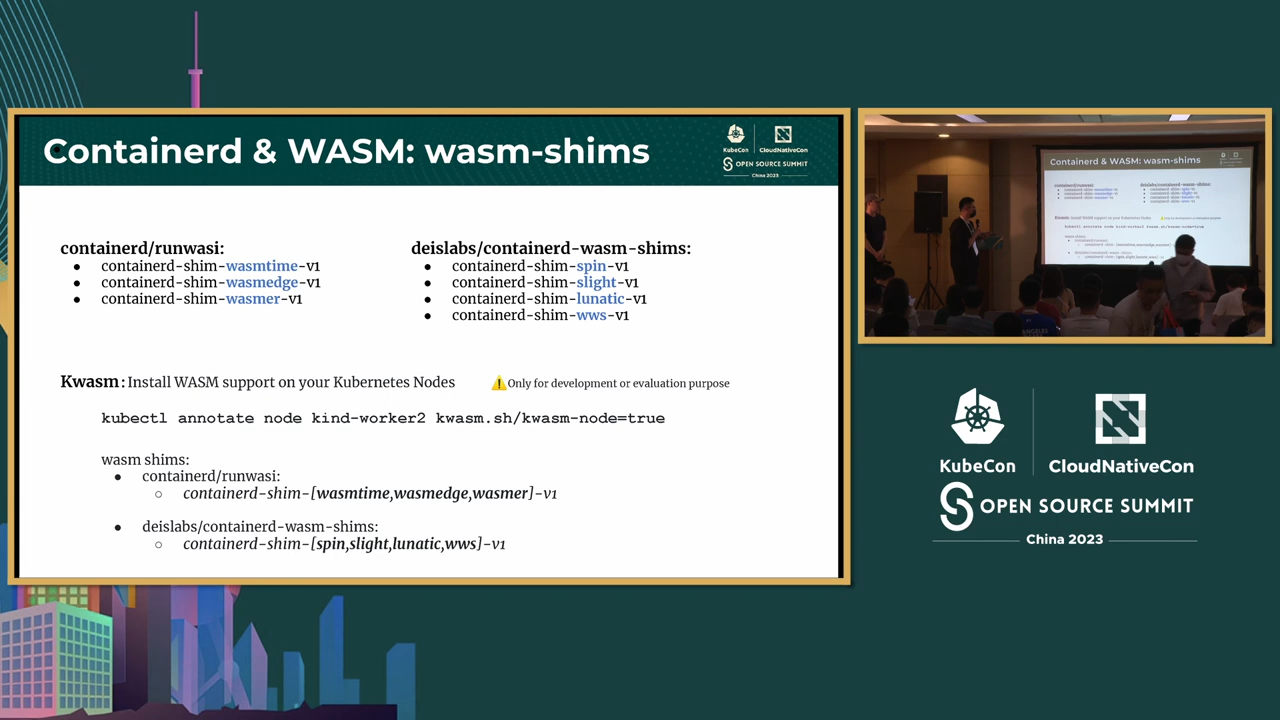 Containerd & WASM: wasm-shims
KubeCon
CloudNativeCon
OPEN SOURCE SUMMIT
China 2023
containerd/runwasi:
● containerd-shim-wasmtime-v1
● containerd-shim-wasmedge-v1
● containerd-shim-wasmer-v1
deislabs/containerd-wasm-shims:
● containerd-shim-spin-v1
● containerd-shim-slight-v1
● containerd-shim-lunatic-v1
● containerd-shim-wws-v1
Kwasm: Install WASM support on your Kubernetes Nodes
⚠️Only for development or evaluation purpose
kubectl annotate node kind-worker2 kwasm.sh/kwasm-node=true
wasm shims:
● containerd/runwasi:
○ containerd-shim-[wasmtime,wasmedge,wasmer]-v1
● deislabs/containerd-wasm-shims:
○ containerd-shim-[spin,slight,lunatic,wws]-v1
Containerd & WASM: wasm-shims
KubeCon
CloudNativeCon
OPEN SOURCE SUMMIT
China 2023